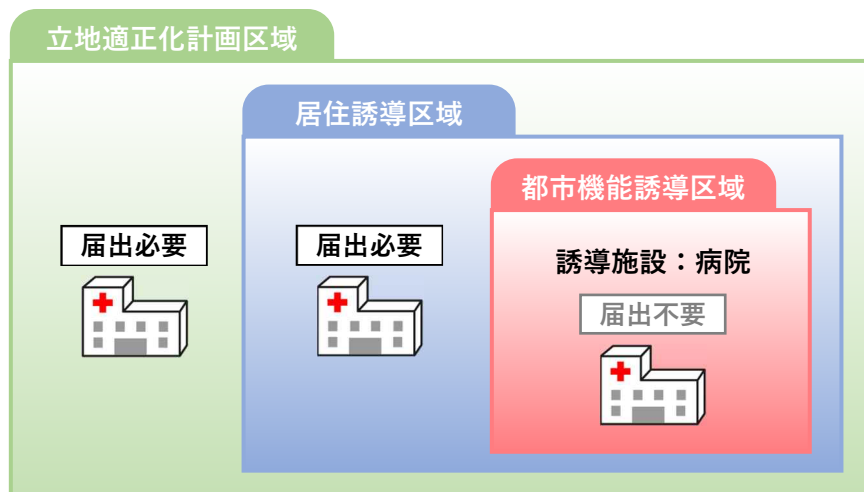 立地適正化計画区域
居住誘導区域
都市機能誘導区域
届出必要
届出必要
誘導施設：病院
届出不要